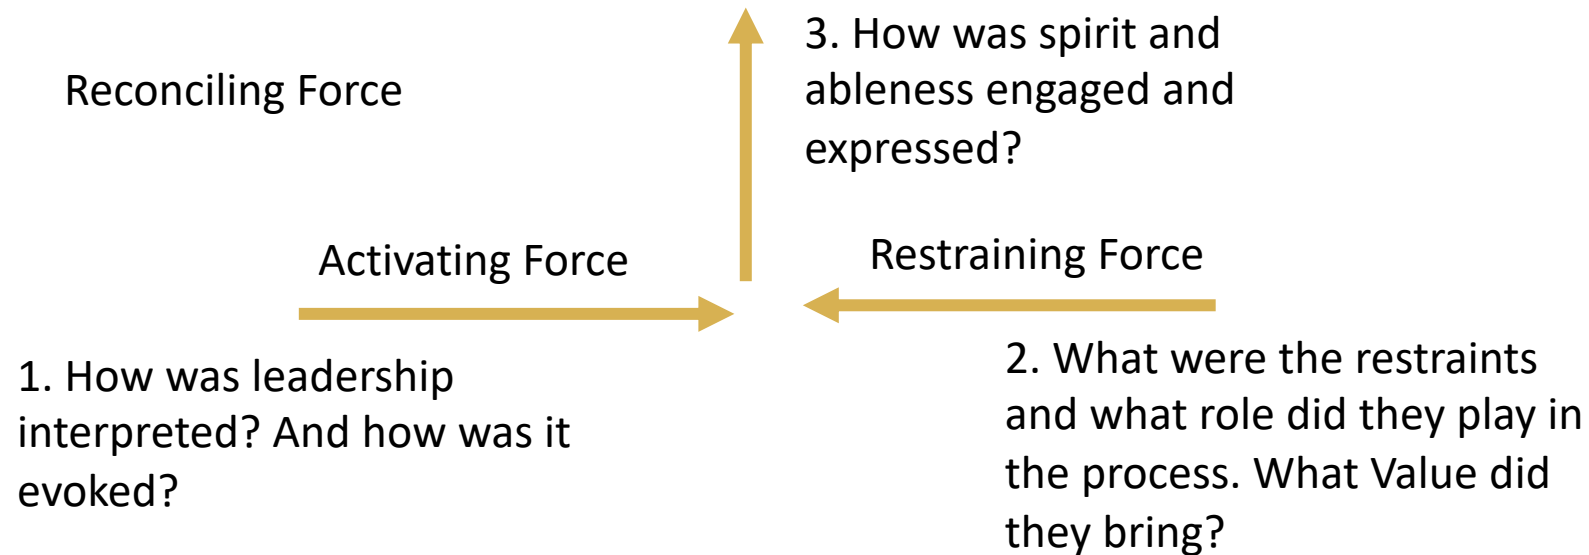 Reconciling Force
3. How was spirit and
ableness engaged and
expressed?
Activating Force
Restraining Force
1. How was leadership
interpreted? And how was it
evoked?
2. What were the restraints
and what role did they play in
the process. What Value did
they bring?